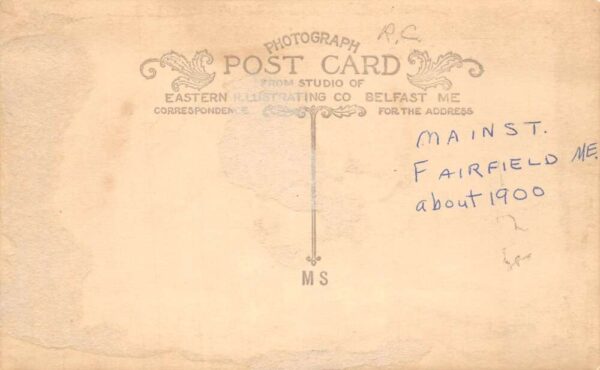 R.C.
PHOTOGRAPH
POST CARD
FROM STUDIO OF
EASTERN ILLUSTRATING CO BELFAST ME
CORRESPONDENCE FOR THE ADDRESS
MAIN ST.
FAIRFIELD ME.
about 1900
MS